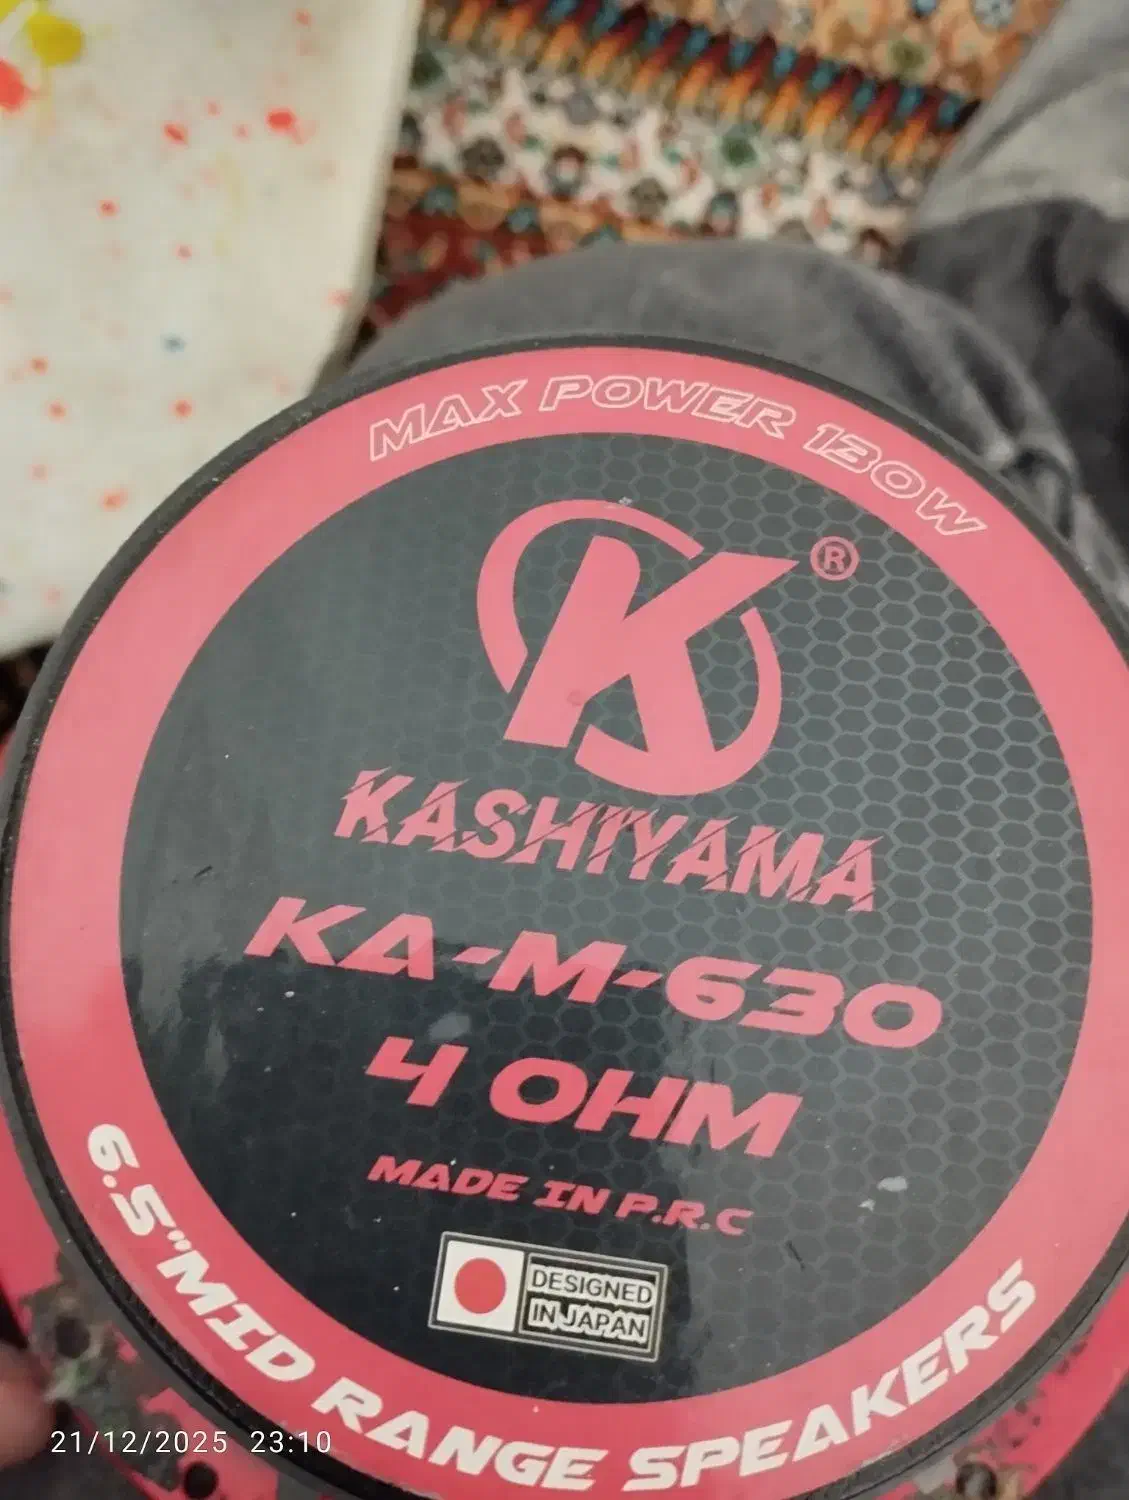 MAX POWER 130W
K®
KASHIYAMA
KA-M-630
4 OHM
MADE IN P.R.C
DESIGNED
IN JAPAN
6.5"MID RANGE SPEAKERS
21/12/2025 23:10